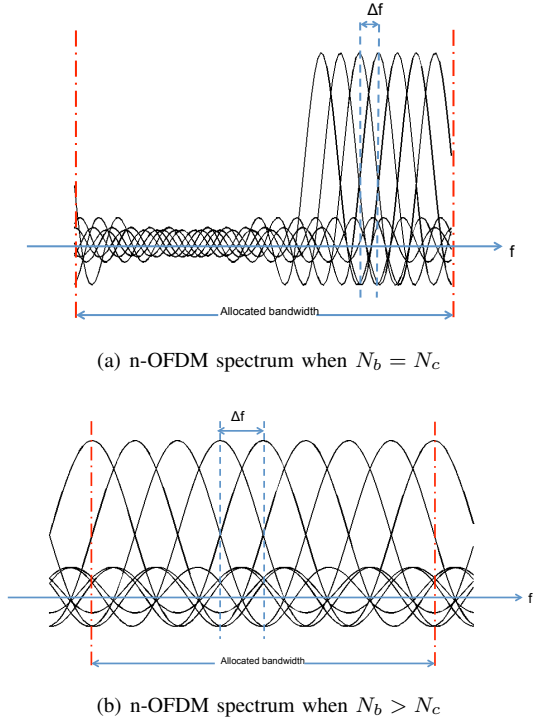 Δf
f
Allocated bandwidth
(a) n-OFDM spectrum when $N_b = N_c$
Δf
f
Allocated bandwidth
(b) n-OFDM spectrum when $N_b > N_c$